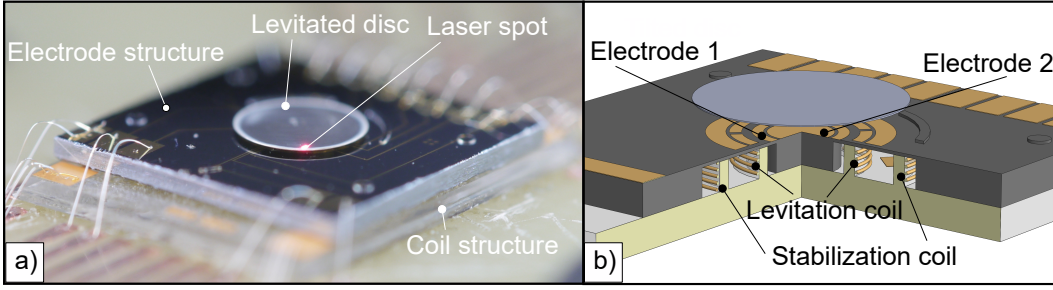 Levitated disc
Laser spot
Electrode structure
Coil structure
a)
Electrode 1
Electrode 2
Levitation coil
Stabilization coil
b)